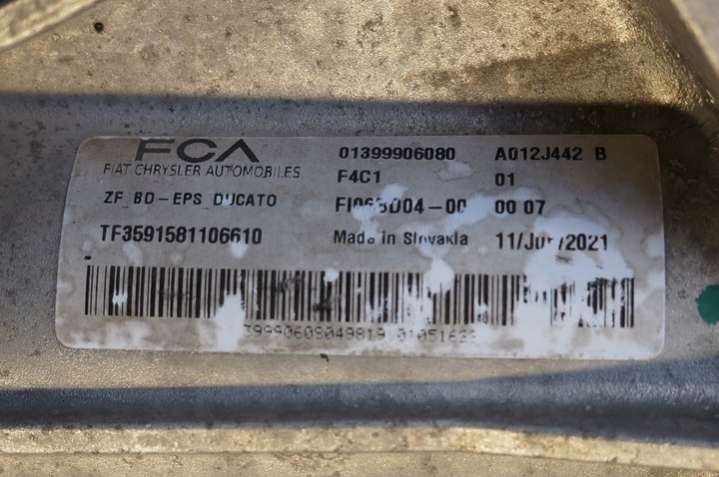 FCA
FIAT CHRYSLER AUTOMOBILES
01399906080 A012J442 B
F4C1 01
ZF_BD-EPS_DUCATO
00 07
TF3591581106610
Made in Slovakia